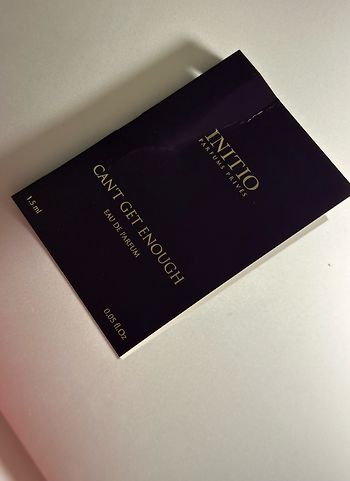 INITIO
PARFUMS PRIVÉS
CAN'T GET ENOUGH
EAU DE PARFUM
1.5 ml
0.05 fl.Oz